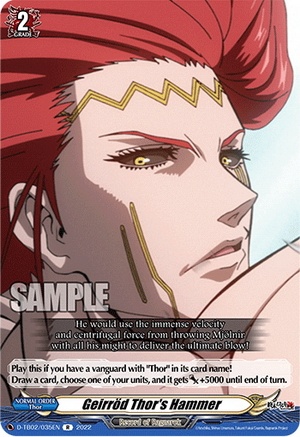 2
GRADE
SAMPLE
He would use the immense velocity
and centrifugal force from throwing Mjolnir
with all his might to deliver the ultimate blow!
Play this if you have a vanguard with "Thor" in its card name!
Draw a card, choose one of your units, and it gets +5000 until end of turn.
NORMAL ORDER
Thor
Geirröd Thor's Hammer
D-TB02/035EN R 2022
Record of Ragnarok